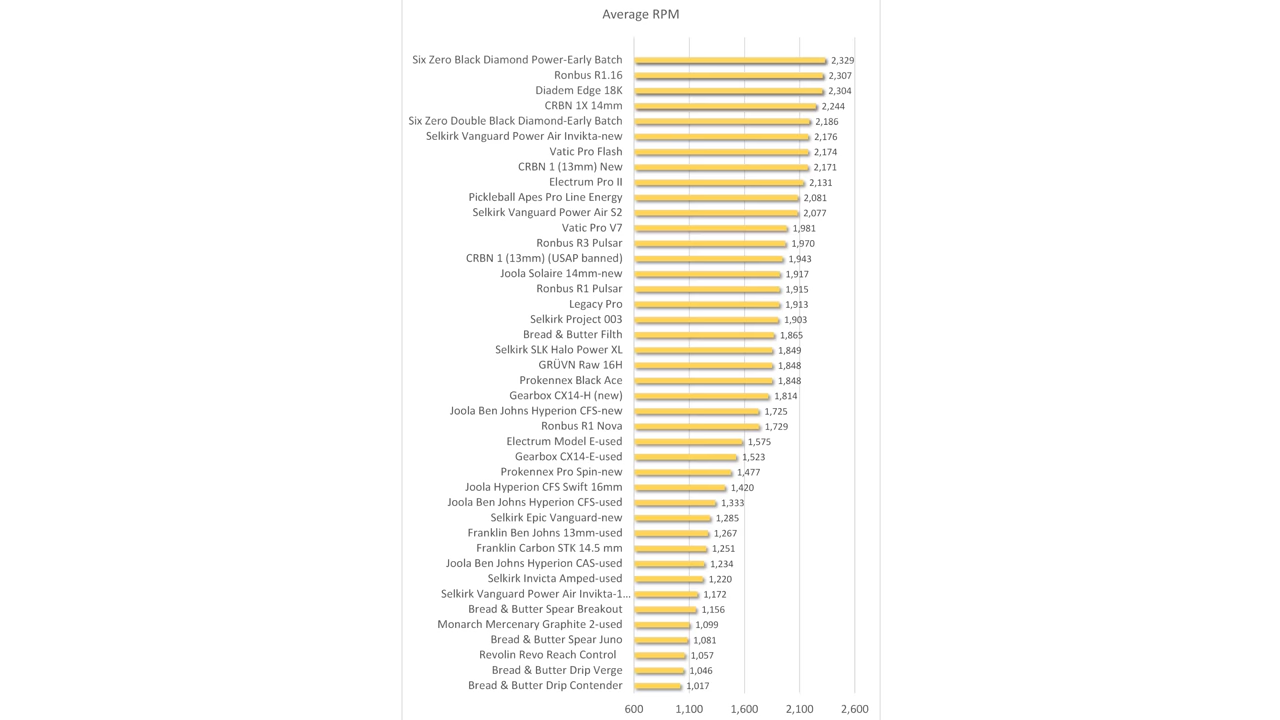 Average RPM
Six Zero Black Diamond Power-Early Batch 2,329
Ronbus R1.16 2,307
Diadem Edge 18K 2,304
CRBN 1X 14mm 2,244
Six Zero Double Black Diamond-Early Batch 2,186
Selkirk Vanguard Power Air Invikta-new 2,176
Vatic Pro Flash 2,174
CRBN 1 (13mm) New 2,171
Electrum Pro II 2,131
Pickleball Apes Pro Line Energy 2,081
Selkirk Vanguard Power Air S2 2,077
Vatic Pro V7 1,981
Ronbus R3 Pulsar 1,970
CRBN 1 (13mm) (USAP banned) 1,943
Joola Solaire 14mm-new 1,917
Ronbus R1 Pulsar 1,915
Legacy Pro 1,913
Selkirk Project 003 1,903
Bread & Butter Filth 1,865
Selkirk SLK Halo Power XL 1,849
GRÜVN Raw 16H 1,848
Prokennex Black Ace 1,848
Gearbox CX14-H (new) 1,814
Joola Ben Johns Hyperion CFS-new 1,725
Ronbus R1 Nova 1,729
Electrum Model E-used 1,575
Gearbox CX14-E-used 1,523
Prokennex Pro Spin-new 1,477
Joola Hyperion CFS Swift 16mm 1,420
Joola Ben Johns Hyperion CFS-used 1,333
Selkirk Epic Vanguard-new 1,285
Franklin Ben Johns 13mm-used 1,267
Franklin Carbon STK 14.5 mm 1,251
Joola Ben Johns Hyperion CAS-used 1,234
Selkirk Invicta Amped-used 1,220
Selkirk Vanguard Power Air Invikta-1... 1,172
Bread & Butter Spear Breakout 1,156
Monarch Mercenary Graphite 2-used 1,099
Bread & Butter Spear Juno 1,081
Revolin Revo Reach Control 1,057
Bread & Butter Drip Verge 1,046
Bread & Butter Drip Contender 1,017
600 1,100 1,600 2,100 2,600